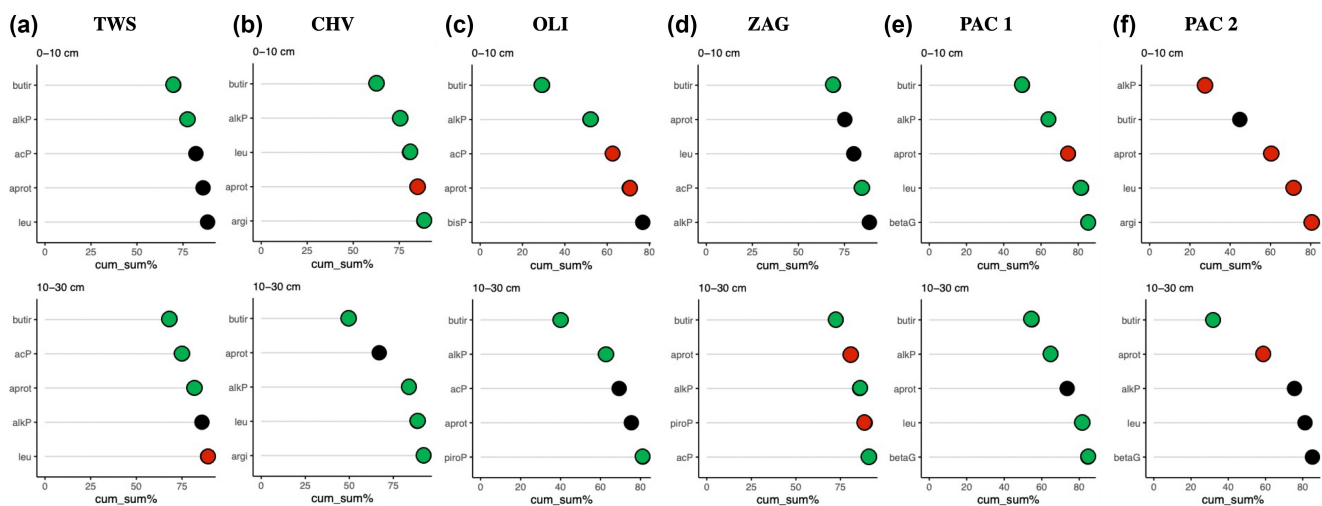 (a) TWS
0–10 cm
butir
alkP
acP
aprot
leu
0 25 50 75
cum_sum%
10–30 cm
butir
acP
aprot
alkP
leu
0 25 50 75
cum_sum%
(b) CHV
0–10 cm
butir
alkP
leu
aprot
argi
0 25 50 75
cum_sum%
10–30 cm
butir
aprot
alkP
leu
argi
0 25 50 75
cum_sum%
(c) OLI
0–10 cm
butir
alkP
acP
aprot
bisP
0 20 40 60 80
cum_sum%
10–30 cm
butir
alkP
acP
aprot
piroP
0 20 40 60 80
cum_sum%
(d) ZAG
0–10 cm
butir
aprot
leu
acP
alkP
0 25 50 75
cum_sum%
10–30 cm
butir
aprot
alkP
piroP
acP
0 25 50 75
cum_sum%
(e) PAC 1
0–10 cm
butir
alkP
aprot
leu
betaG
0 20 40 60 80
cum_sum%
10–30 cm
butir
alkP
aprot
leu
betaG
0 20 40 60 80
cum_sum%
(f) PAC 2
0–10 cm
alkP
butir
aprot
leu
argi
0 20 40 60 80
cum_sum%
10–30 cm
butir
aprot
alkP
leu
betaG
0 20 40 60 80
cum_sum%